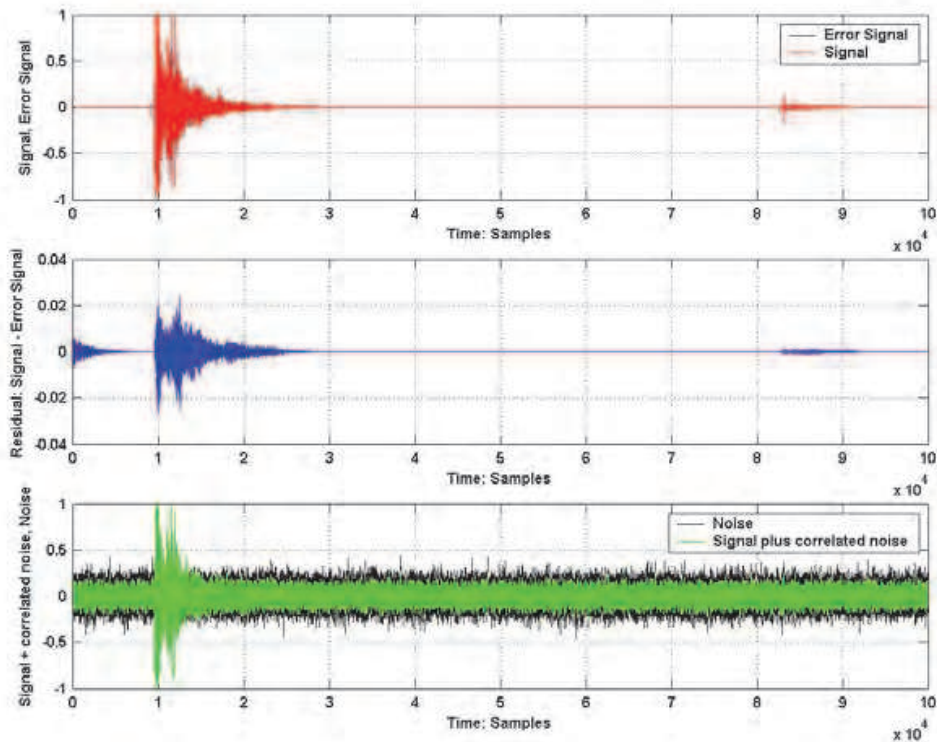 1
0.5
0
-0.5
-1
Signal, Error Signal
Error Signal
Signal
0 1 2 3 4 5 6 7 8 9 10
Time: Samples
x 10^4
0.04
0.02
0
-0.02
-0.04
Residual: Signal - Error Signal
0 1 2 3 4 5 6 7 8 9 10
Time: Samples
x 10^4
1
0.5
0
-0.5
-1
Signal + correlated noise, Noise
Noise
Signal plus correlated noise
0 1 2 3 4 5 6 7 8 9 10
Time: Samples
x 10^4